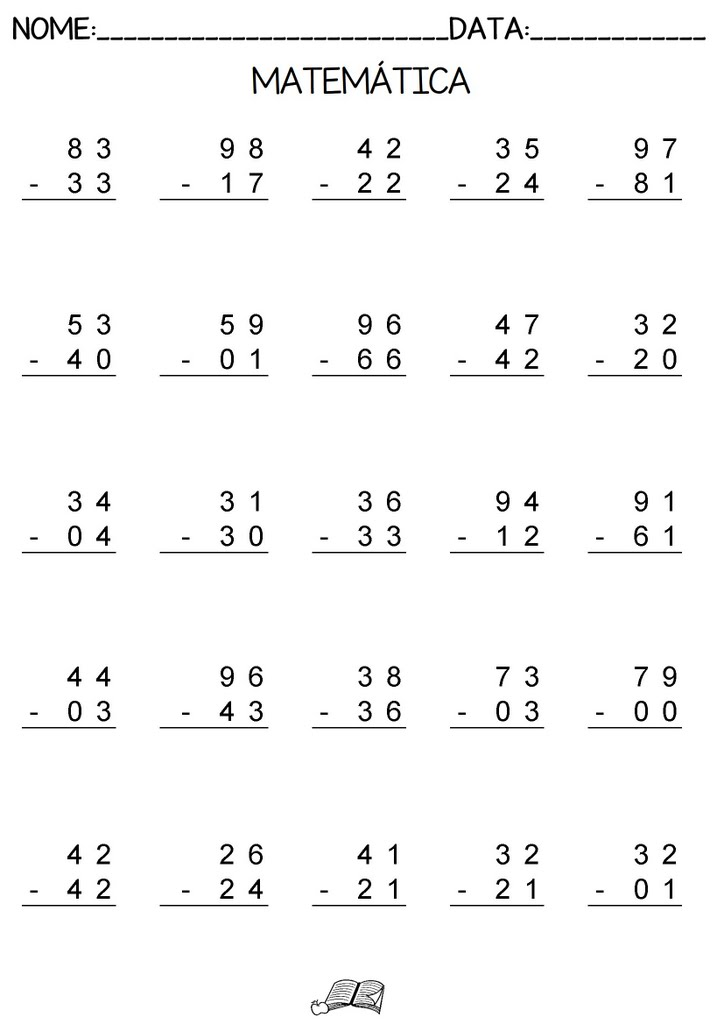 NOME:__________________________DATA:_____________
MATEMÁTICA
8 3 9 8 4 2 3 5 9 7
- 3 3 - 1 7 - 2 2 - 2 4 - 8 1
5 3 5 9 9 6 4 7 3 2
- 4 0 - 0 1 - 6 6 - 4 2 - 2 0
3 4 3 1 3 6 9 4 9 1
- 0 4 - 3 0 - 3 3 - 1 2 - 6 1
4 4 9 6 3 8 7 3 7 9
- 0 3 - 4 3 - 3 6 - 0 3 - 0 0
4 2 2 6 4 1 3 2 3 2
- 4 2 - 2 4 - 2 1 - 2 1 - 0 1